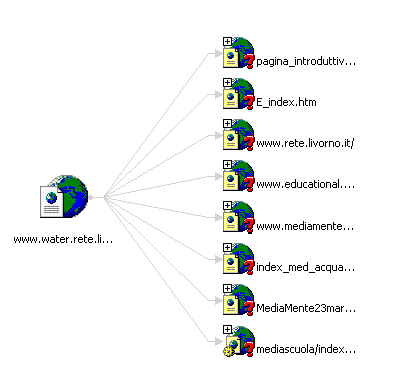 pagina_introduttiv...
E_index.htm
www.rete.livorno.it/
www.educational....
www.water.rete.li...
www.mediamente...
index_med_acqua...
MediaMente23mar...
mediascuola/index...